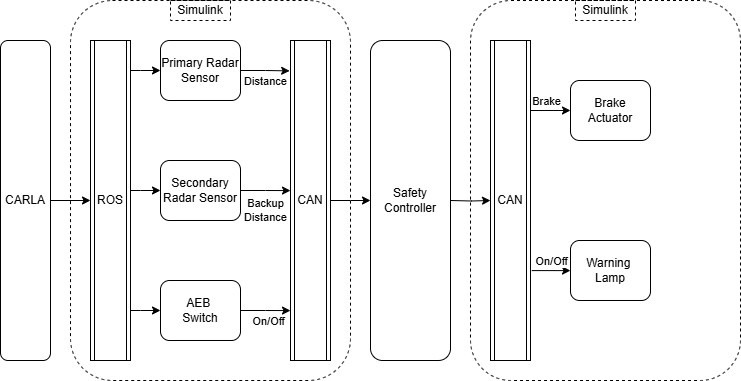 Simulink
Simulink
Primary Radar
Sensor
Distance
Brake
Brake
Actuator
CARLA
ROS
Secondary
Radar Sensor
Backup
Distance
CAN
Safety
Controller
CAN
On/Off
Warning
Lamp
AEB
Switch
On/Off